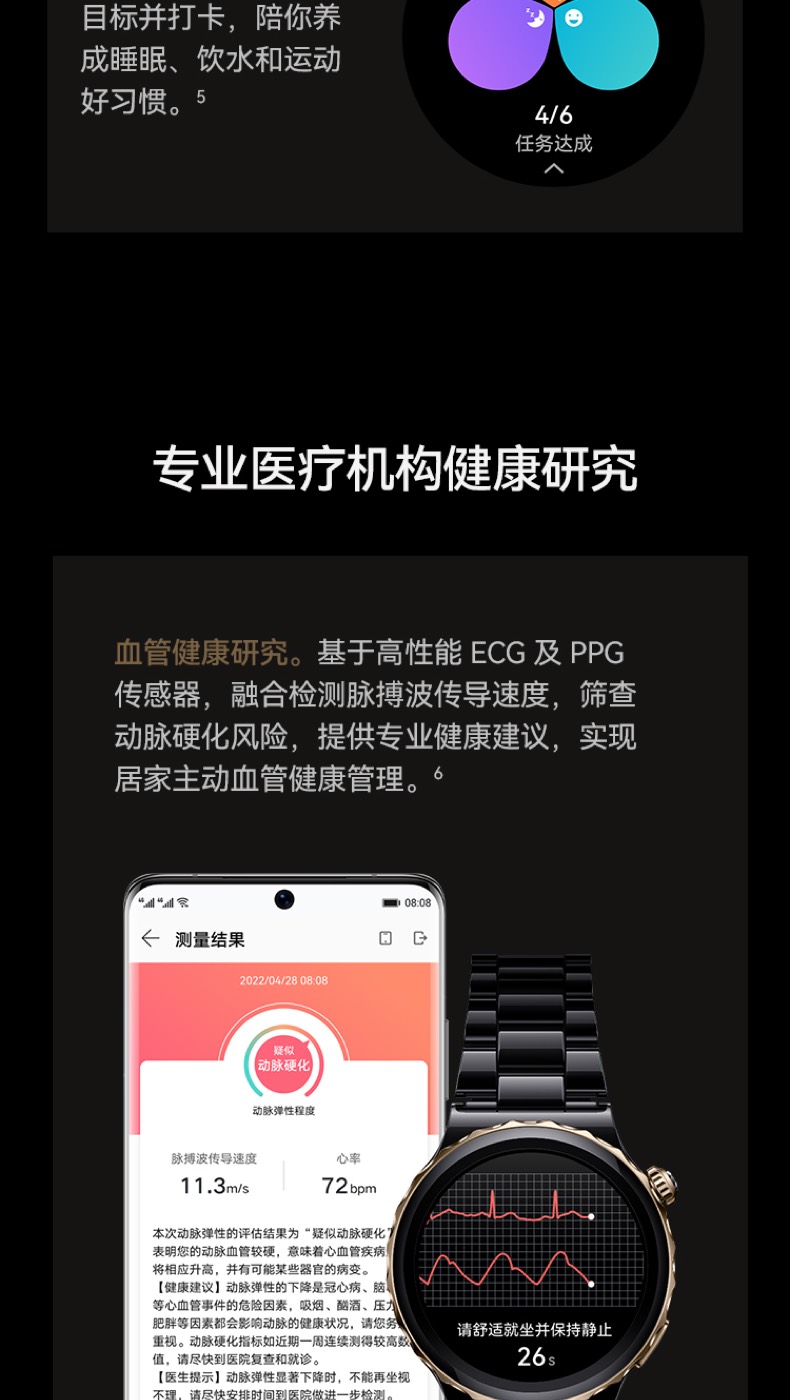 目标并打卡，陪你养
成睡眠、饮水和运动
好习惯。5
4/6
任务达成
专业医疗机构健康研究
血管健康研究。基于高性能 ECG 及 PPG
传感器，融合检测脉搏波传导速度，筛查
动脉硬化风险，提供专业健康建议，实现
居家主动血管健康管理。6
08:08
测量结果
2022/04/28 08:08
疑似
动脉硬化
动脉弹性程度
脉搏波传导速度
心率
11.3m/s
72bpm
本次动脉弹性的评估结果为“疑似动脉硬化”
表明您的动脉血管较硬，意味着心血管疾病
将相应升高，并有可能某些器官的病变。
【健康建议】动脉弹性的下降是冠心病、脑
等心血管事件的危险因素，吸烟、酗酒、压力
肥胖等因素都会影响动脉的健康状况，请您务
重视。动脉硬化指标如近期一周连续测得较高数
值，请尽快到医院复查和就诊。
【医生提示】动脉弹性显著下降时，不能再坐视
不理，请尽快安排时间到医院做进一步检测。
请舒适就坐并保持静止
26s